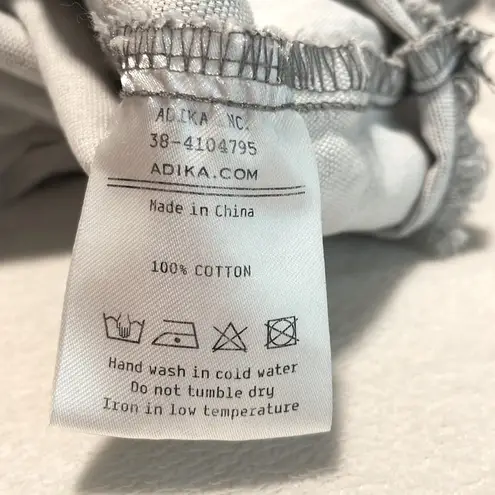 ADIKA INC.
38-4104795
ADIKA.COM
Made in China
100% COTTON
Hand wash in cold water
Do not tumble dry
Iron in low temperature